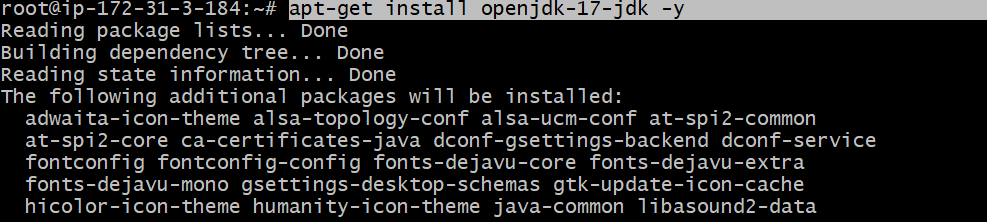 root@ip-172-31-3-184:~# apt-get install openjdk-17-jdk -y
Reading package lists... Done
Building dependency tree... Done
Reading state information... Done
The following additional packages will be installed:
  adwaita-icon-theme alsa-topology-conf alsa-ucm-conf at-spi2-common
  at-spi2-core ca-certificates-java dconf-gsettings-backend dconf-service
  fontconfig fontconfig-config fonts-dejavu-core fonts-dejavu-extra
  fonts-dejavu-mono gsettings-desktop-schemas gtk-update-icon-cache
  hicolor-icon-theme humanity-icon-theme java-common libasound2-data